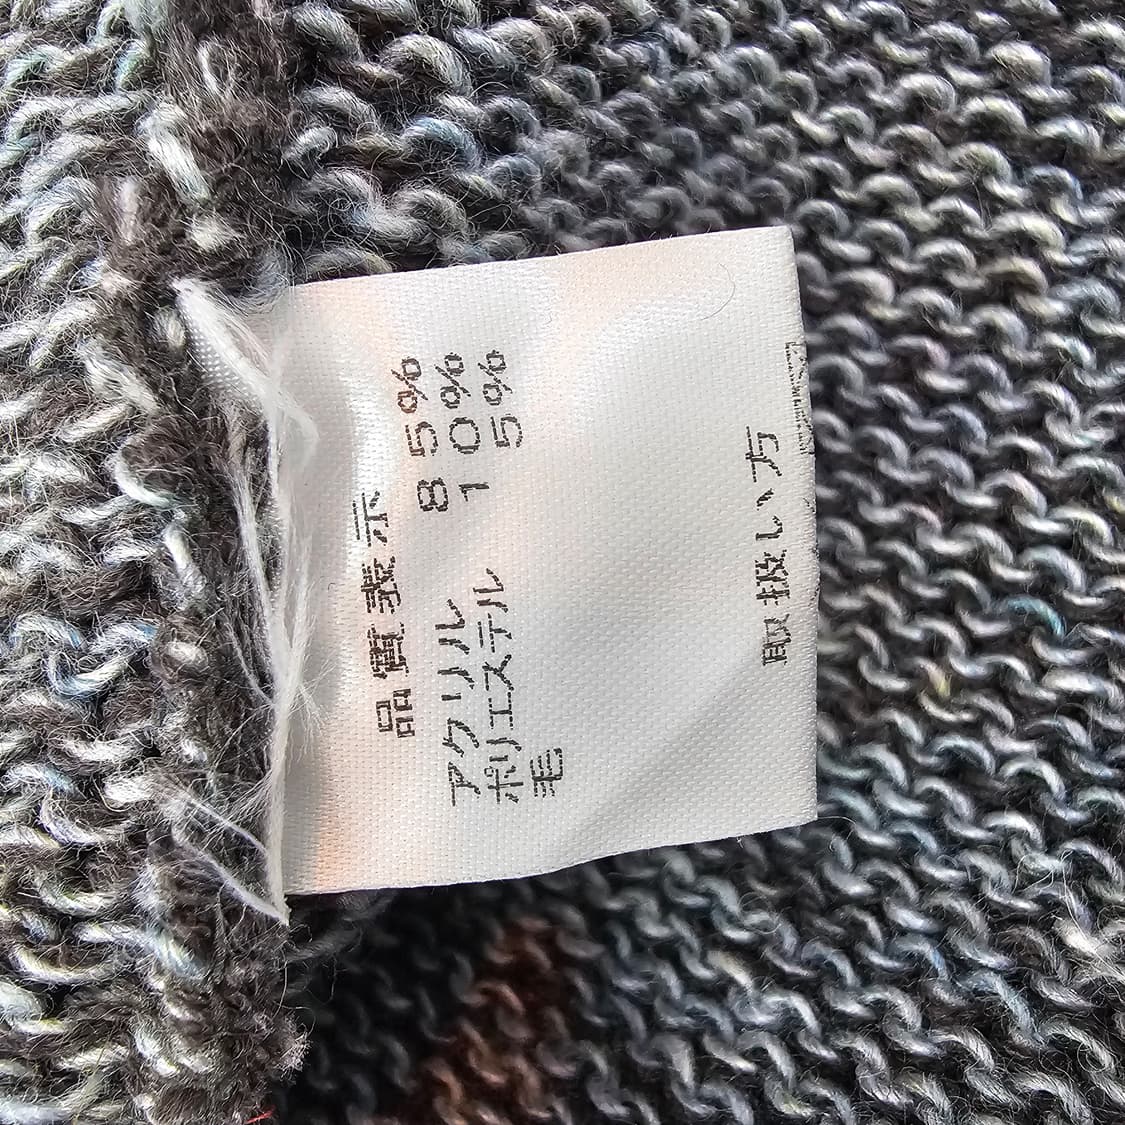 品質表示
アクリル 85%
ポリエステル 10%
毛 5%
取扱い方